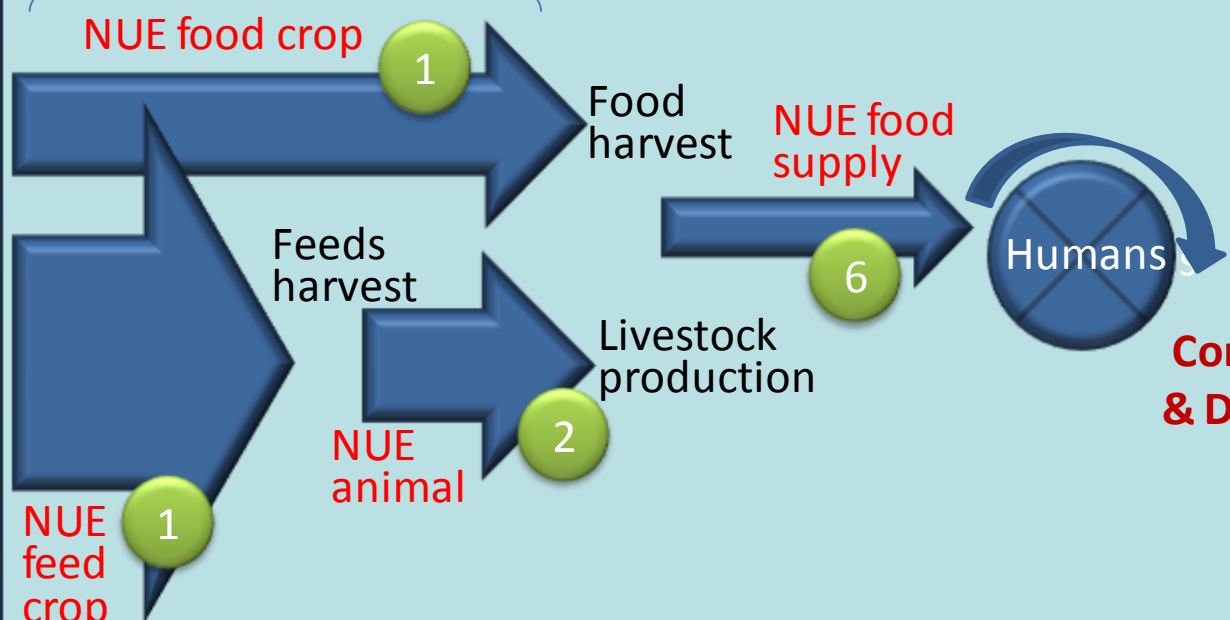 NUE food crop
1
Food
harvest
NUE food
supply
Feeds
harvest
Humans
6
Livestock
production
2
NUE
animal
1
NUE
feed
crop
& D